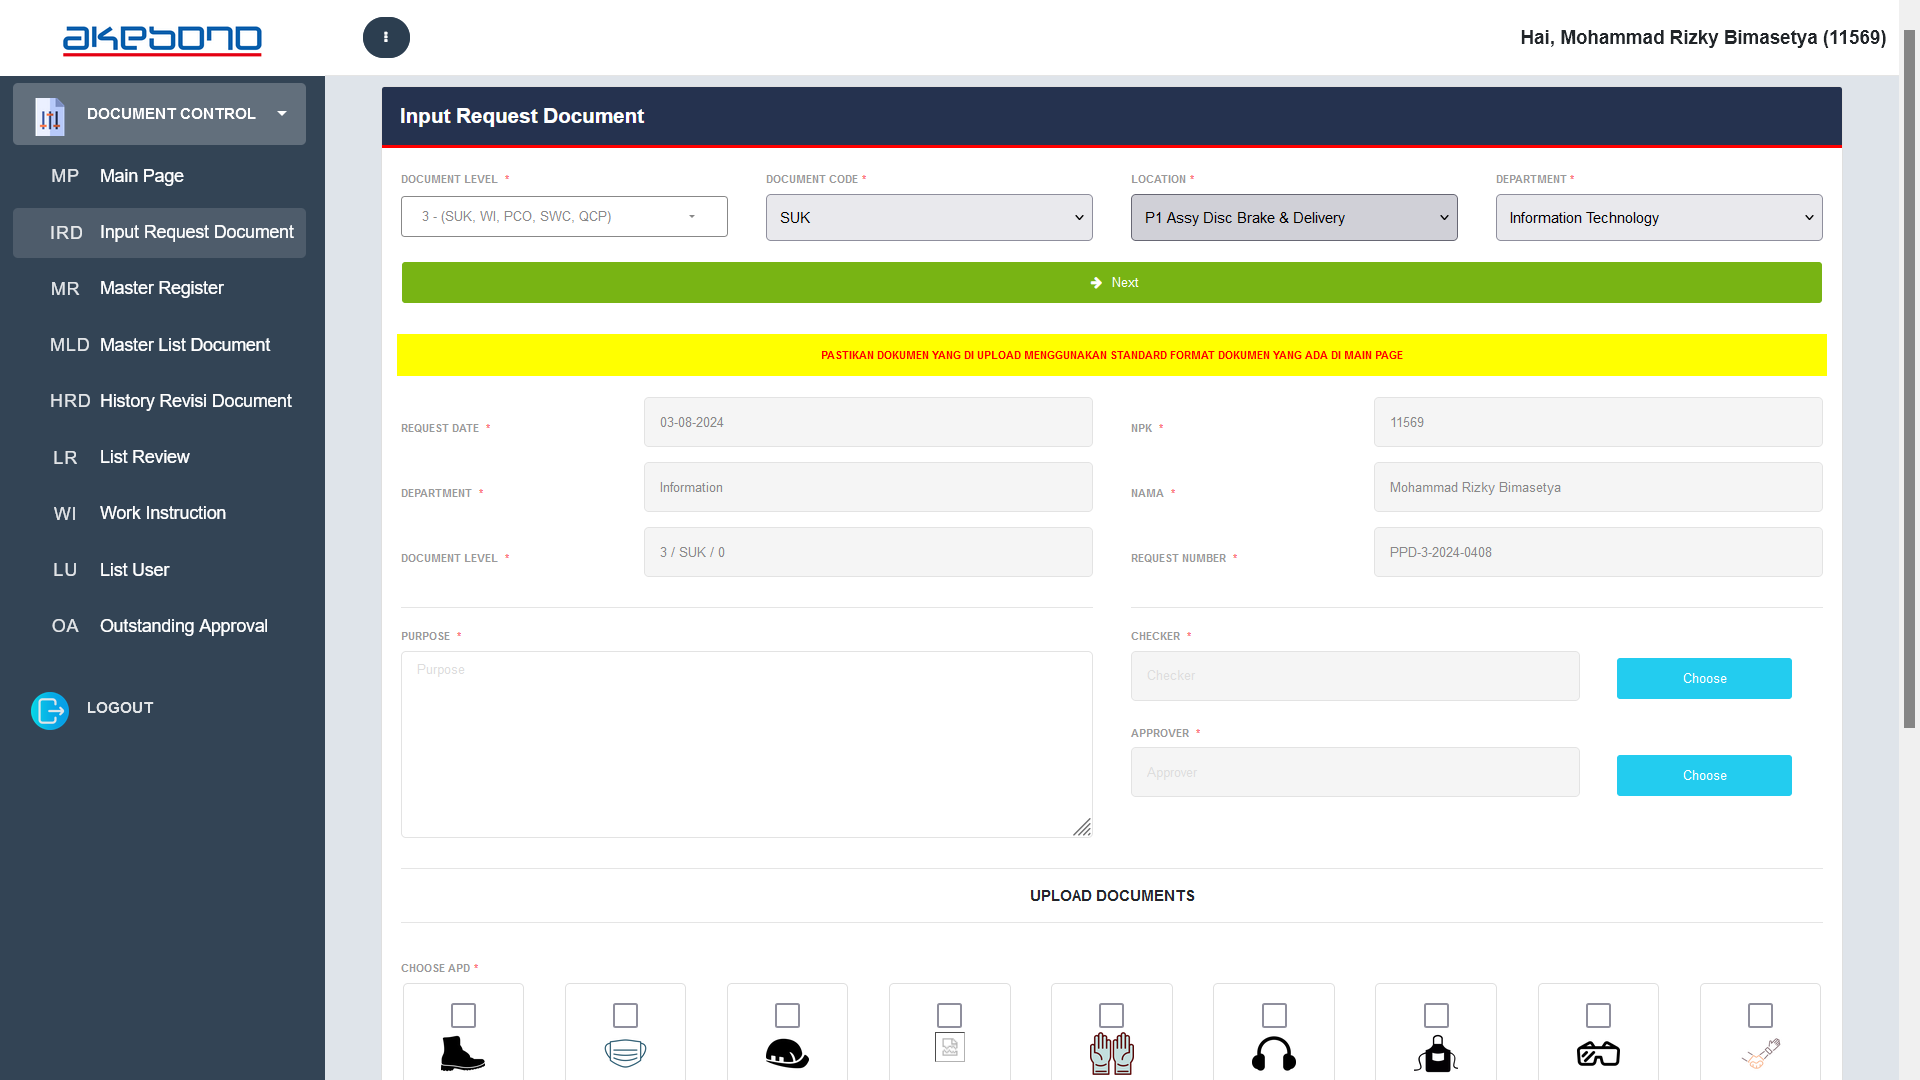 akebono
Hai, Mohammad Rizky Bimasetya (11569)
DOCUMENT CONTROL
MP Main Page
IRD Input Request Document
MR Master Register
MLD Master List Document
HRD History Revisi Document
LR List Review
WI Work Instruction
LU List User
OA Outstanding Approval
LOGOUT
Input Request Document
DOCUMENT LEVEL *
DOCUMENT CODE *
LOCATION *
DEPARTMENT *
3 - (SUK, WI, PCO, SWC, QCP)
SUK
P1 Assy Disc Brake & Delivery
Information Technology
Next
PASTIKAN DOKUMEN YANG DI UPLOAD MENGGUNAKAN STANDARD FORMAT DOKUMEN YANG ADA DI MAIN PAGE
REQUEST DATE *
03-08-2024
NPK *
11569
DEPARTMENT *
Information
NAMA *
Mohammad Rizky Bimasetya
DOCUMENT LEVEL *
3 / SUK / 0
REQUEST NUMBER *
PPD-3-2024-0408
PURPOSE *
Purpose
CHECKER *
Checker
Choose
APPROVER *
Approver
Choose
UPLOAD DOCUMENTS
CHOOSE APD *